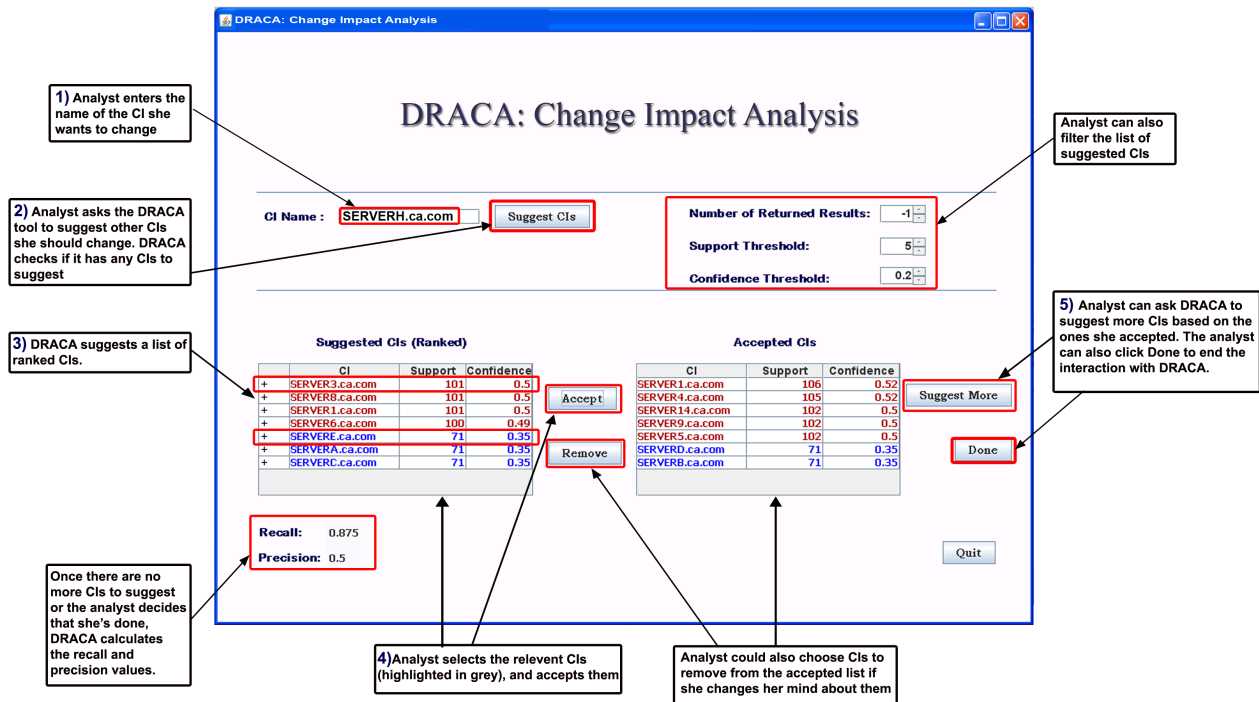 DRACA: Change Impact Analysis
DRACA: Change Impact Analysis
1) Analyst enters the
name of the CI she
wants to change
Analyst can also
filter the list of
suggested CIs
2) Analyst asks the DRACA
tool to suggest other CIs
she should change. DRACA
checks if it has any CIs to
suggest
CI Name : SERVERH.ca.com Suggest CIs
Number of Returned Results: -1
Support Threshold: 5
Confidence Threshold: 0.2
3) DRACA suggests a list of
ranked CIs.
5) Analyst can ask DRACA to
suggest more CIs based on the
ones she accepted. The analyst
can also click Done to end the
interaction with DRACA.
Suggested CIs (Ranked)
CI Support Confidence
+ SERVER3.ca.com 101 0.5
+ SERVER8.ca.com 101 0.5
+ SERVER1.ca.com 101 0.5
+ SERVER6.ca.com 100 0.49
+ SERVERE.ca.com 71 0.35
+ SERVERA.ca.com 71 0.35
+ SERVERC.ca.com 71 0.35
Accept
Remove
Accepted CIs
CI Support Confidence
SERVER1.ca.com 106 0.52
SERVER4.ca.com 105 0.52
SERVER14.ca.com 102 0.5
SERVER9.ca.com 102 0.5
SERVER5.ca.com 102 0.5
SERVERD.ca.com 71 0.35
SERVERB.ca.com 71 0.35
Suggest More
Done
Recall: 0.875
Precision: 0.5
Quit
Once there are no
more CIs to suggest
or the analyst decides
that she's done,
DRACA calculates
the recall and
precision values.
4)Analyst selects the relevent CIs
(highlighted in grey), and accepts them
Analyst could also choose CIs to
remove from the accepted list if
she changes her mind about them